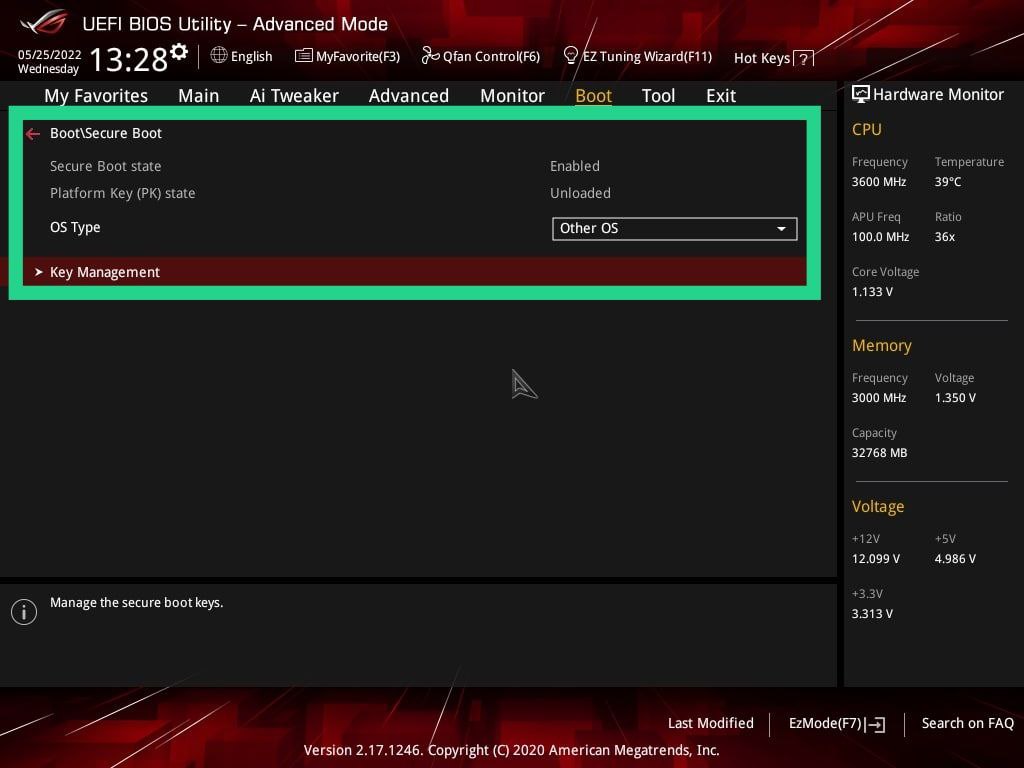 UEFI BIOS Utility – Advanced Mode
05/25/2022
Wednesday
13:28
English
MyFavorite(F3)
Qfan Control(F6)
EZ Tuning Wizard(F11)
Hot Keys ?
My Favorites Main Ai Tweaker Advanced Monitor Boot Tool Exit
Boot\Secure Boot
Secure Boot state Enabled
Platform Key (PK) state Unloaded
OS Type Other OS
Key Management
Manage the secure boot keys.
Hardware Monitor
CPU
Frequency Temperature
3600 MHz 39°C
APU Freq Ratio
100.0 MHz 36x
Core Voltage
1.133 V
Memory
Frequency Voltage
3000 MHz 1.350 V
Capacity
32768 MB
Voltage
+12V +5V
12.099 V 4.986 V
+3.3V
3.313 V
Last Modified
EzMode(F7)
Search on FAQ
Version 2.17.1246. Copyright (C) 2020 American Megatrends, Inc.